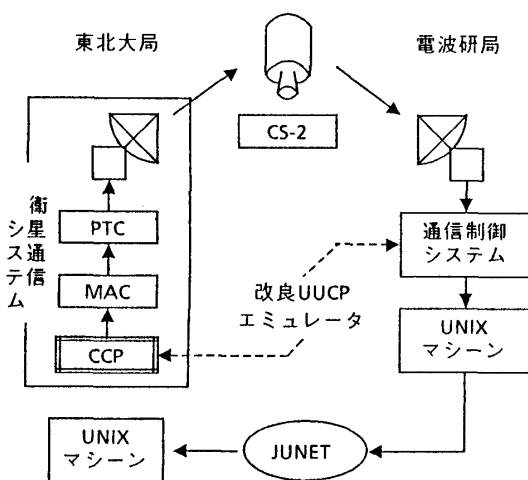 東北大局
電波研局
CS-2
衛星通信
システム
PTC
MAC
CCP
改良UUCP
エミュレータ
通信制御
システム
UNIX
マシーン
UNIX
マシーン
JUNET